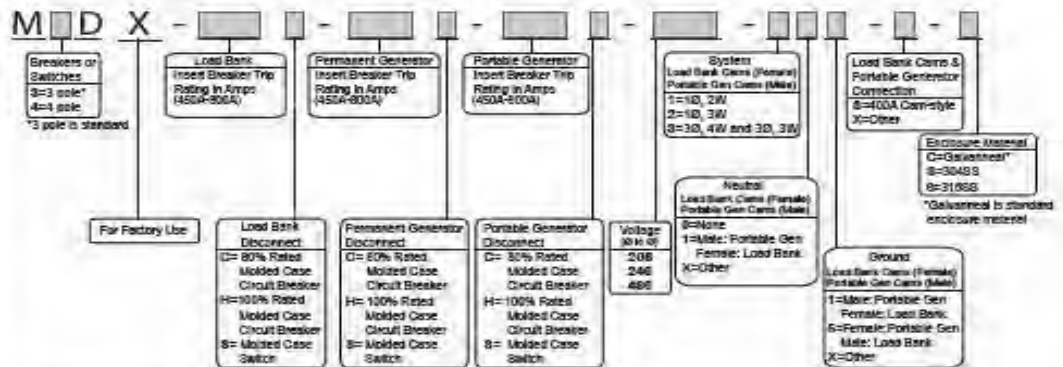 M D X - - - - - - -
Breakers or
Switches
3=3 pole*
4=4 pole
*3 pole is standard
Load Bank
Insert Breaker Trip
Rating In Amps
(450A-800A)
Permanent Generator
Insert Breaker Trip
Rating In Amps
(450A-800A)
Portable Generator
Insert Breaker Trip
Rating In Amps
(450A-800A)
System
Load Bank Cams (Female)
Portable Gen Cams (Male)
1=1Ø, 2W
2=1Ø, 3W
3=3Ø, 4W and 3Ø, 3W
Load Bank Cams &
Portable Generator
Connection
8=400A Cam-style
X=Other
Enclosure Material
C=Galvanneal*
S=304SS
6=316SS
*Galvanneal is standard
enclosure material
For Factory Use
Load Bank
Disconnect
C= 80% Rated
Molded Case
Circuit Breaker
H=100% Rated
Molded Case
Circuit Breaker
S= Molded Case
Switch
Permanent Generator
Disconnect
C= 80% Rated
Molded Case
Circuit Breaker
H= 100% Rated
Molded Case
Circuit Breaker
S= Molded Case
Switch
Portable Generator
Disconnect
C= 80% Rated
Molded Case
Circuit Breaker
H=100% Rated
Molded Case
Circuit Breaker
S= Molded Case
Switch
Voltage
(Ø to Ø)
208
240
480
Neutral
Load Bank Cams (Female)
Portable Gen Cams (Male)
0=None
1=Male: Portable Gen
Female: Load Bank
X=Other
Ground
Load Bank Cams (Female)
Portable Gen Cams (Male)
1=Male: Portable Gen
Female: Load Bank
5=Female: Portable Gen
Male: Load Bank
X=Other